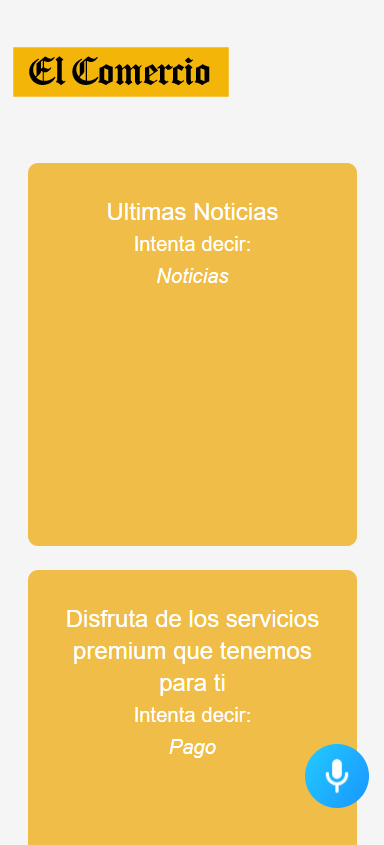 El Comercio
Ultimas Noticias
Intenta decir:
Noticias
Disfruta de los servicios
premium que tenemos
para ti
Intenta decir:
Pago